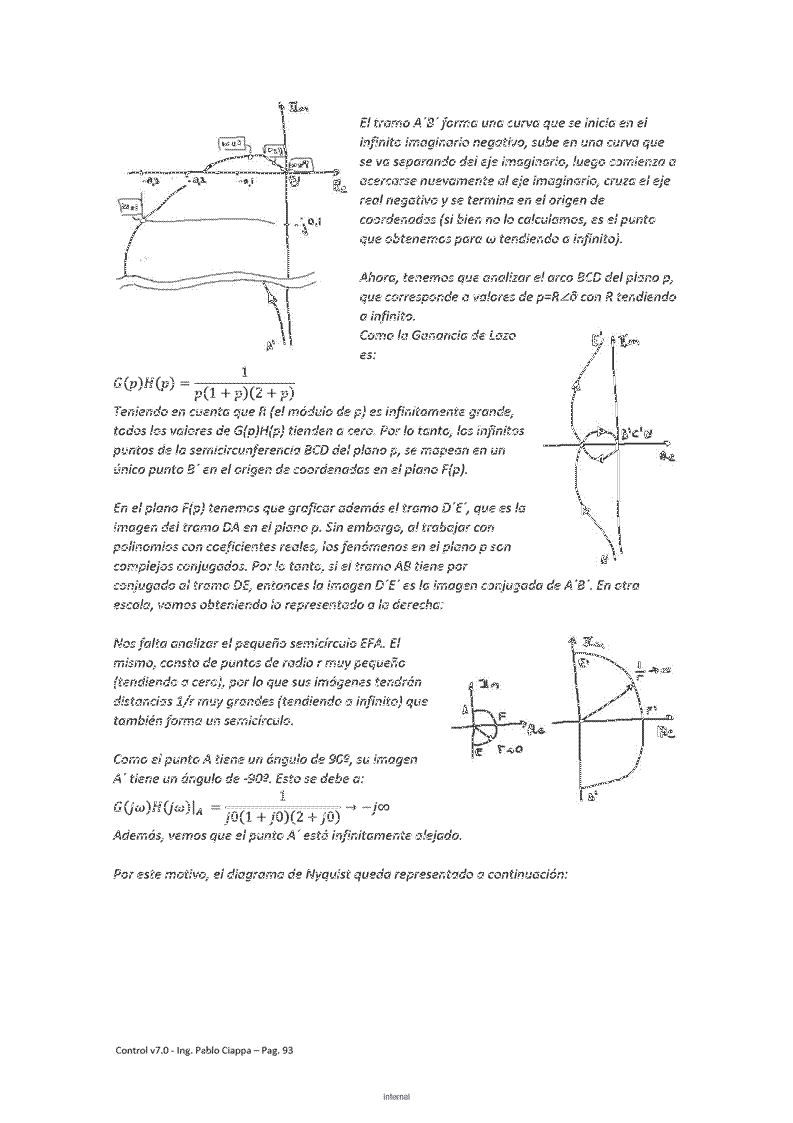 Im
El tramo A´B´ forma una curva que se inicia en el
infinito imaginario negativo, sube en una curva que
se va separando del eje imaginario, luego comienza a
acercarse nuevamente al eje imaginario, cruza el eje
real negativo y se termina en el origen de
coordenadas (si bien no lo calculamos, es el punto
que obtenemos para ω tendiendo a infinito).
-0,3 -0,2 -0,1 B' Re
A'
Ahora, tenemos que analizar el arco BCD del plano p,
que corresponde a valores de p=R∠δ con R tendiendo
a infinito.
Como la Ganancia de Lazo
es:
G(p)H(p) = 1 / p(1 + p)(2 + p)
Teniendo en cuenta que R (el módulo de p) es infinitamente grande,
todos los valores de G(p)H(p) tienden a cero. Por lo tanto, los infinitos
puntos de la semicircunferencia BCD del plano p, se mapean en un
único punto B´ en el origen de coordenadas en el plano F(p).
E' Im
B'C'D'
Re
A'
En el plano F(p) tenemos que graficar además el tramo D´E´, que es la
imagen del tramo DA en el plano p. Sin embargo, al trabajar con
polinomios con coeficientes reales, los fenómenos en el plano p son
complejos conjugados. Por lo tanto, si el tramo AB tiene por
conjugado al tramo DE, entonces la imagen D´E´ es la imagen conjugada de A´B´. En otra
escala, vamos obteniendo lo representado a la derecha:
Nos falta analizar el pequeño semicírculo EFA. El
mismo, consta de puntos de radio r muy pequeño
(tendiendo a cero), por lo que sus imágenes tendrán
distancias 1/r muy grandes (tendiendo a infinito) que
también forma un semicírculo.
Im
A F Re
E r→0
Im
E' 1/r → ∞
F' Re
A'
Como el punto A tiene un ángulo de 90º, su imagen
A´ tiene un ángulo de -90º. Esto se debe a:
G(jω)H(jω)|A = 1 / j0(1 + j0)(2 + j0) → −j∞
Además, vemos que el punto A´ está infinitamente alejado.
Por este motivo, el diagrama de Nyquist queda representado a continuación:
Control v7.0 - Ing. Pablo Ciappa – Pag. 93
Internal